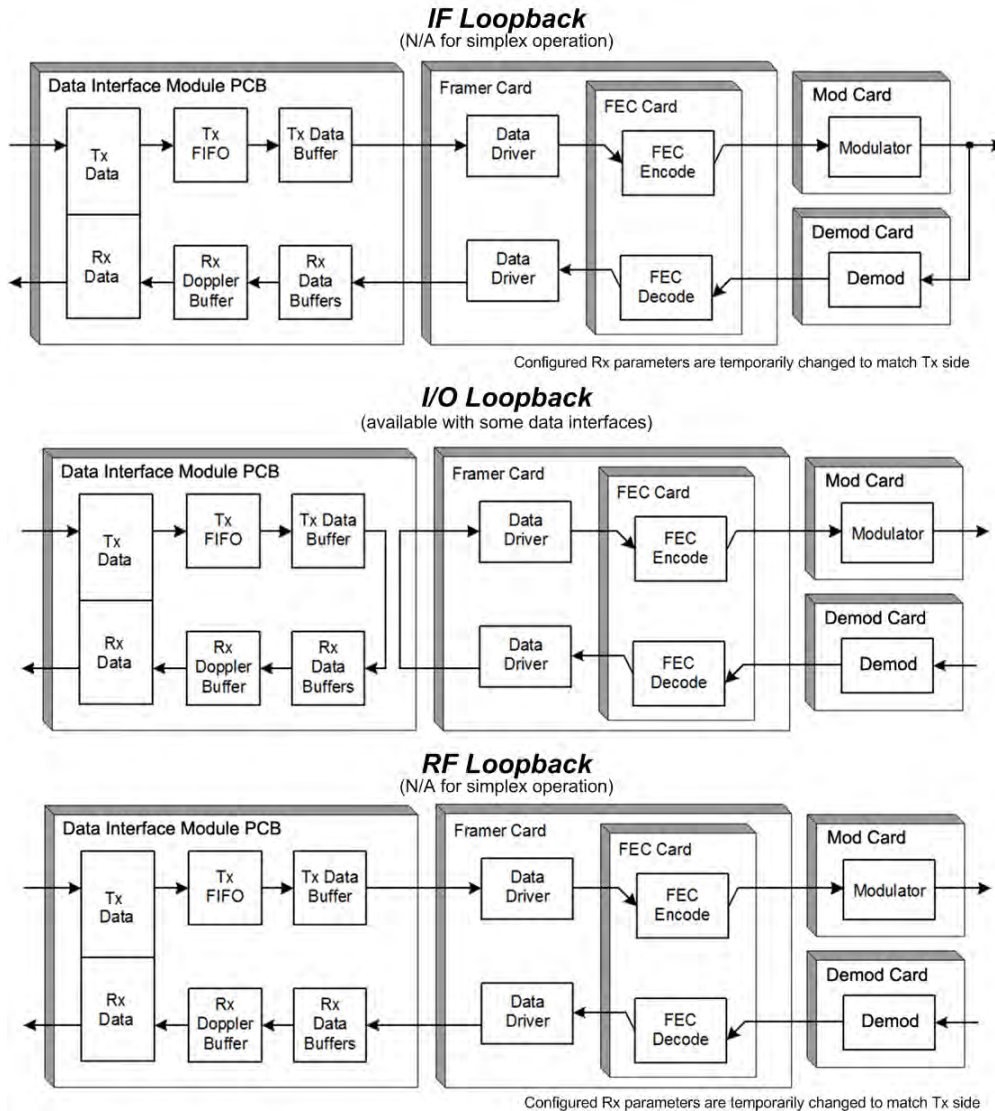 IF Loopback
(N/A for simplex operation)
Data Interface Module PCB
Tx
Data
Tx
FIFO
Tx Data
Buffer
Rx
Data
Rx
Doppler
Buffer
Rx
Data
Buffers
Framer Card
Data
Driver
Data
Driver
FEC Card
FEC
Encode
FEC
Decode
Mod Card
Modulator
Demod Card
Demod
Configured Rx parameters are temporarily changed to match Tx side
I/O Loopback
(available with some data interfaces)
Data Interface Module PCB
Tx
Data
Tx
FIFO
Tx Data
Buffer
Rx
Data
Rx
Doppler
Buffer
Rx
Data
Buffers
Framer Card
Data
Driver
Data
Driver
FEC Card
FEC
Encode
FEC
Decode
Mod Card
Modulator
Demod Card
Demod
RF Loopback
(N/A for simplex operation)
Data Interface Module PCB
Tx
Data
Tx
FIFO
Tx Data
Buffer
Rx
Data
Rx
Doppler
Buffer
Rx
Data
Buffers
Framer Card
Data
Driver
Data
Driver
FEC Card
FEC
Encode
FEC
Decode
Mod Card
Modulator
Demod Card
Demod
Configured Rx parameters are temporarily changed to match Tx side